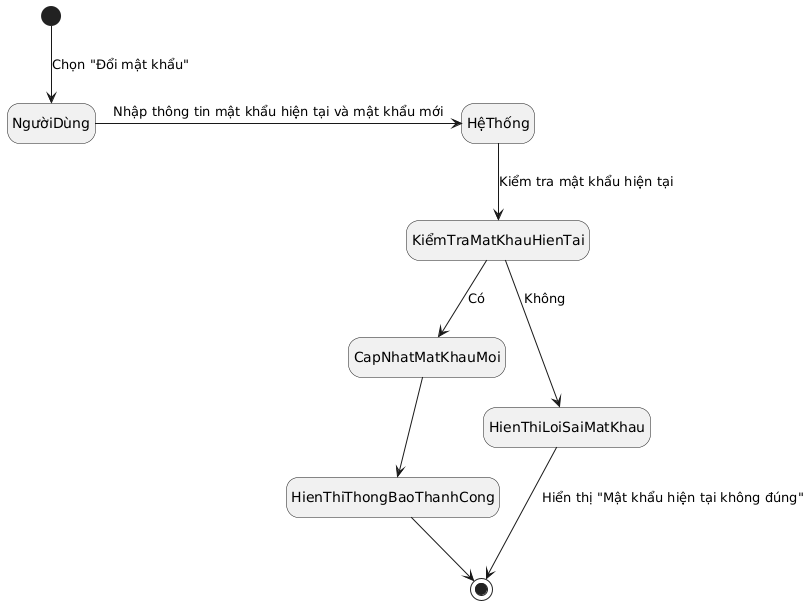 Chọn "Đổi mật khẩu"
NgườiDùng
Nhập thông tin mật khẩu hiện tại và mật khẩu mới
HệThống
Kiểm tra mật khẩu hiện tại
KiểmTraMatKhauHienTai
Có
Không
CapNhatMatKhauMoi
HienThiLoiSaiMatKhau
HienThiThongBaoThanhCong
Hiển thị "Mật khẩu hiện tại không đúng"